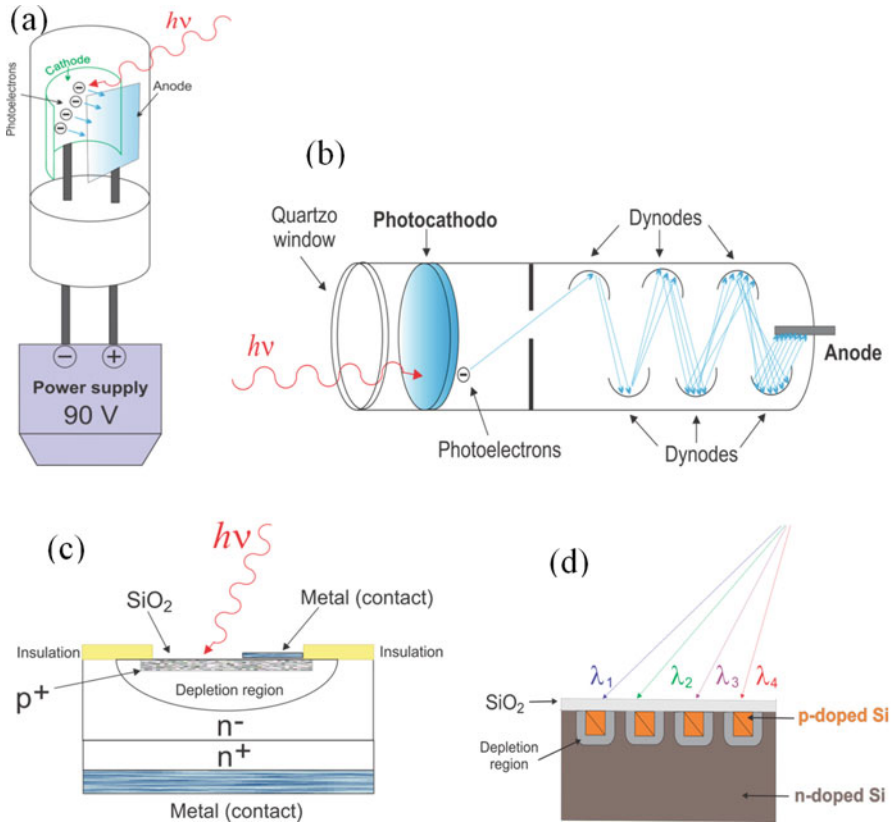 (a)
hν
Cathode
Photoelectrons
Anode
Power supply
90 V
(b)
Quartzo
window
Photocathodo
Dynodes
hν
Anode
Photoelectrons
Dynodes
(c)
hν
SiO2
Metal (contact)
Insulation
Insulation
p+
Depletion region
n-
n+
Metal (contact)
(d)
λ1
λ2
λ3
λ4
SiO2
p-doped Si
Depletion
region
n-doped Si